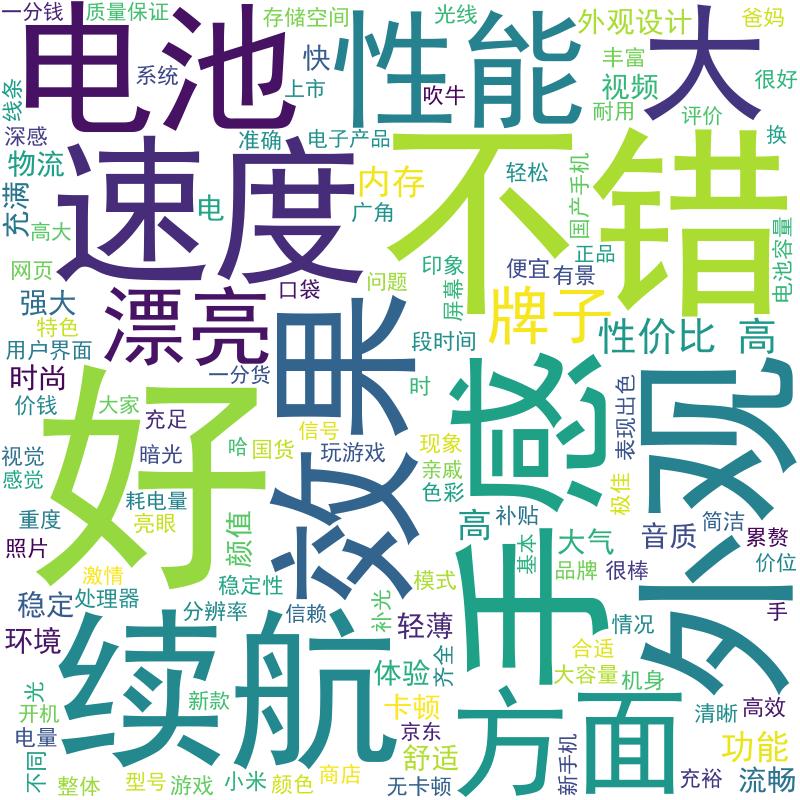 一分钱
质量保证
存储空间
光线
外观设计
爸妈
电池
性能
大
丰富
视频
很好
系统
快
上市
吹牛
耐用
评价
线条
深感
准确
电子产品
换
物流
速度
不错
轻松
国产手机
内存
充满
电
广角
高大
正品
电池容量
网页
印象
便宜
有景
口袋
问题
屏幕
强大
漂亮
效果
牌子
特色
段时间
性价比
高
用户界面
时尚
一分货
手感
外观
价钱
好
大家
时
充足
信号
表现出色
视觉
暗光
哈
国货
玩游戏
现象
感觉
亲戚
耗电量
色彩
极佳
重度
亮眼
颜值
高
补贴
音质
简洁
照片
基本
大气
累赘
激情
稳定性
模式
品牌
很棒
价位
稳定
处理器
分辨率
信赖
补光
手
环境
续航
轻薄
情况
齐全
合适
体验
大容量
机身
光
新款
方面
开机
卡顿
清晰
高效
电量
京东
新手机
功能
不同
舒适
整体
型号
游戏
小米
颜色
商店
无卡顿
充裕
流畅